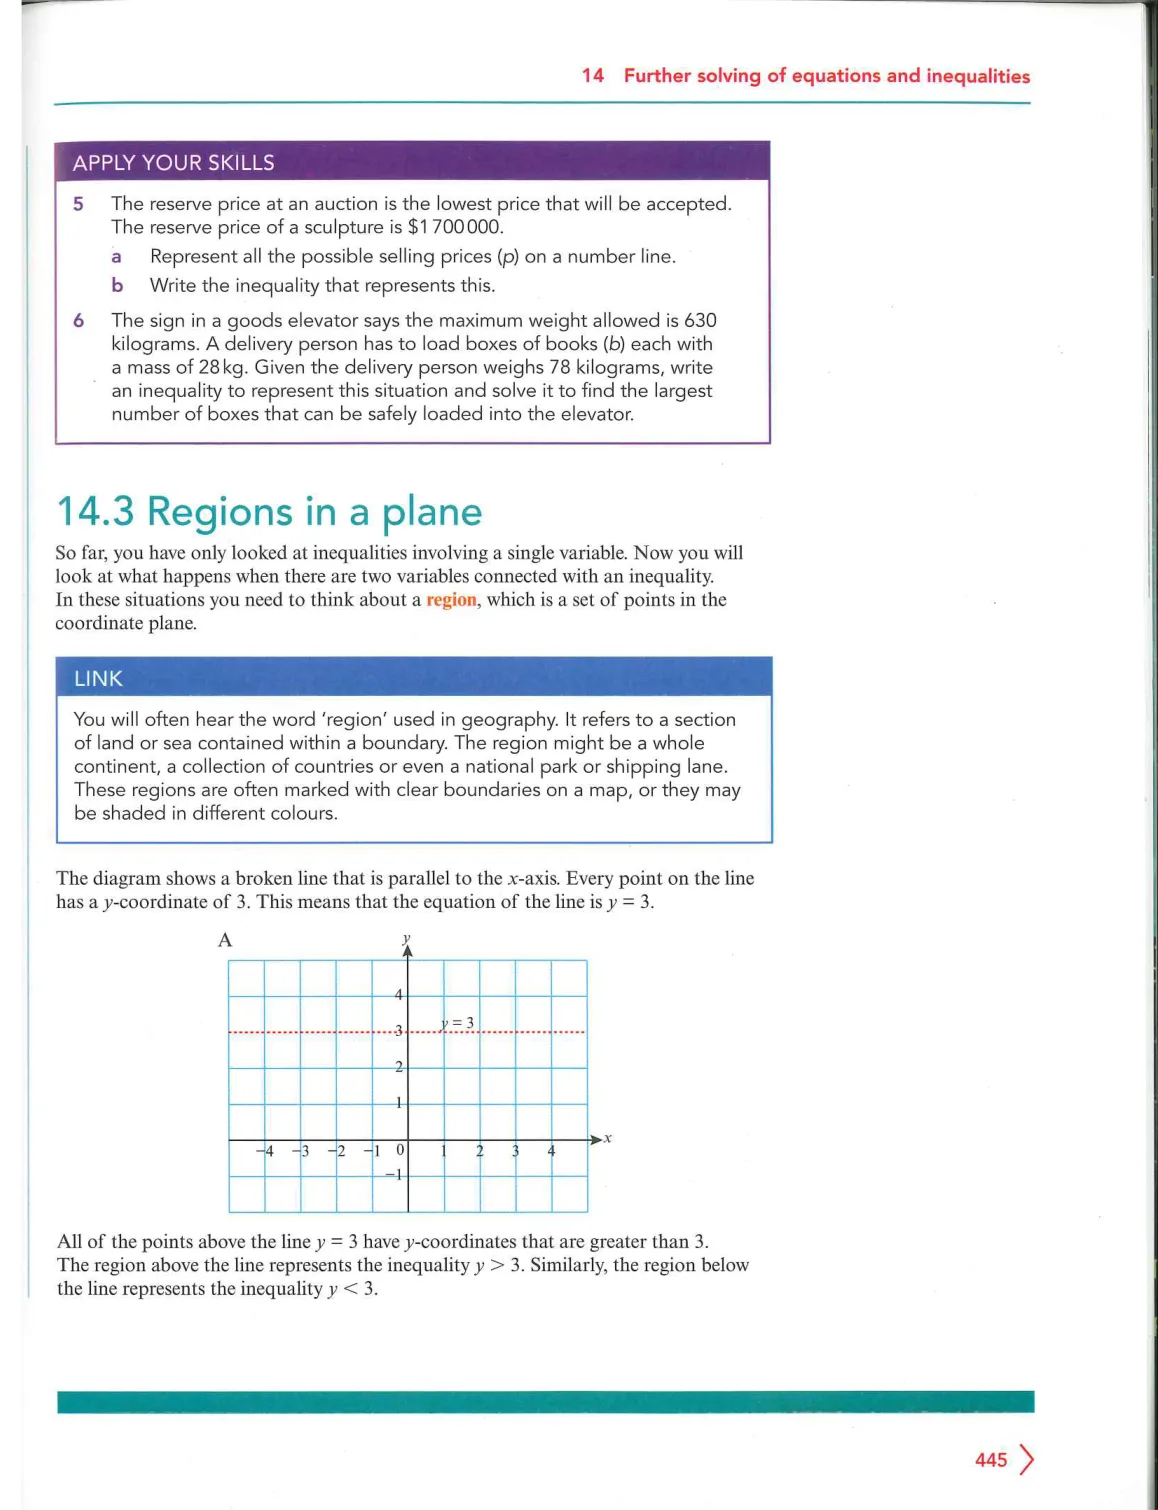 14 Further solving of equations and inequalities
APPLY YOUR SKILLS
5 The reserve price at an auction is the lowest price that will be accepted.
The reserve price of a sculpture is $1 700 000.
a Represent all the possible selling prices (p) on a number line.
b Write the inequality that represents this.
6 The sign in a goods elevator says the maximum weight allowed is 630
kilograms. A delivery person has to load boxes of books (b) each with
a mass of 28 kg. Given the delivery person weighs 78 kilograms, write
an inequality to represent this situation and solve it to find the largest
number of boxes that can be safely loaded into the elevator.
14.3 Regions in a plane
So far, you have only looked at inequalities involving a single variable. Now you will
look at what happens when there are two variables connected with an inequality.
In these situations you need to think about a region, which is a set of points in the
coordinate plane.
LINK
You will often hear the word 'region' used in geography. It refers to a section
of land or sea contained within a boundary. The region might be a whole
continent, a collection of countries or even a national park or shipping lane.
These regions are often marked with clear boundaries on a map, or they may
be shaded in different colours.
The diagram shows a broken line that is parallel to the x-axis. Every point on the line
has a y-coordinate of 3. This means that the equation of the line is y = 3.
A
y
4
3 y = 3
2
1
x
−4 −3 −2 −1 0 1 2 3 4
−1
All of the points above the line y = 3 have y-coordinates that are greater than 3.
The region above the line represents the inequality y > 3. Similarly, the region below
the line represents the inequality y < 3.
445